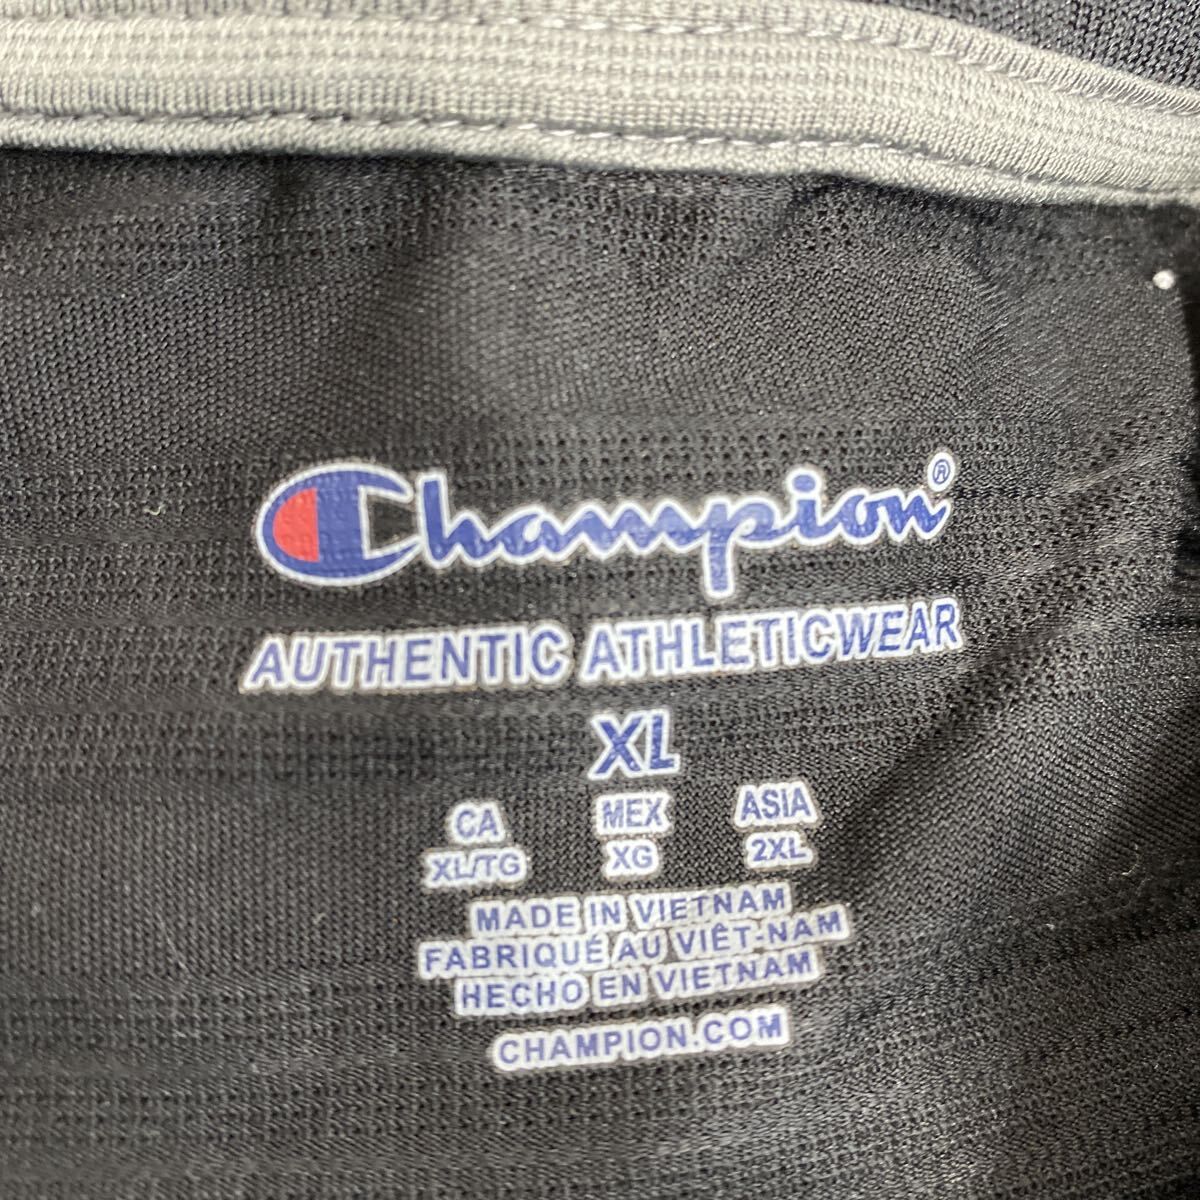 Champion®
AUTHENTIC ATHLETICWEAR
XL
CA MEX ASIA
XL/TG XG 2XL
MADE IN VIETNAM
FABRIQUÉ AU VIÊT-NAM
HECHO EN VIETNAM
CHAMPION.COM